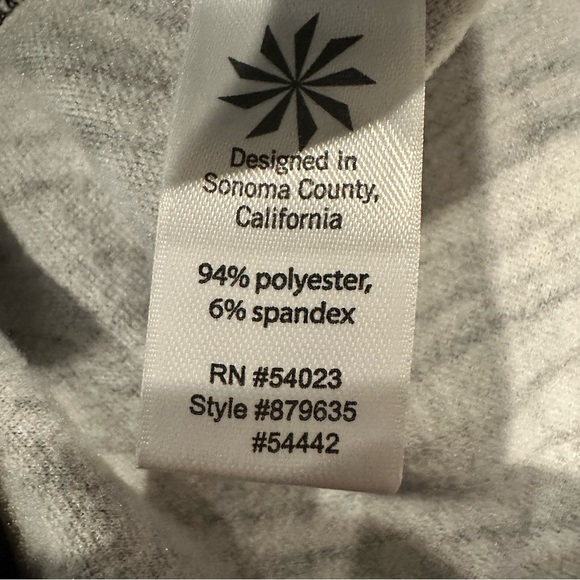 Designed in
Sonoma County,
California
94% polyester,
6% spandex
RN #54023
Style #879635
#54442